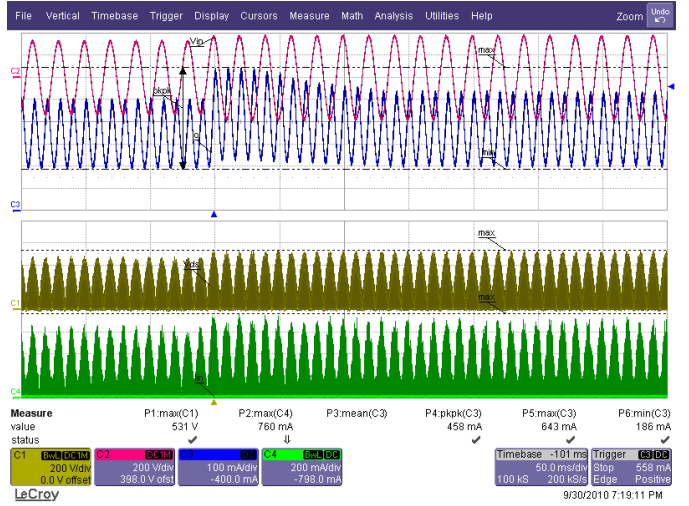 File Vertical Timebase Trigger Display Cursors Measure Math Analysis Utilities Help Zoom Undo
Vin
max
C2
pkpk
min
C3
max
Vds
max
C1
C4
Measure P1:max(C1) P2:max(C4) P3:mean(C3) P4:pkpk(C3) P5:max(C3) P6:min(C3)
value 531 V 760 mA 458 mA 643 mA 186 mA
status
C1 BwL DC1M C2 DC1M C3 C4 BwL DC Timebase -101 ms Trigger C3 DC
200 V/div 200 V/div 100 mA/div 200 mA/div 50.0 ms/div Stop 558 mA
0.0 V offset 398.0 V ofst -400.0 mA -798.0 mA 100 kS 200 kS/s Edge Positive
LeCroy 9/30/2010 7:19:11 PM